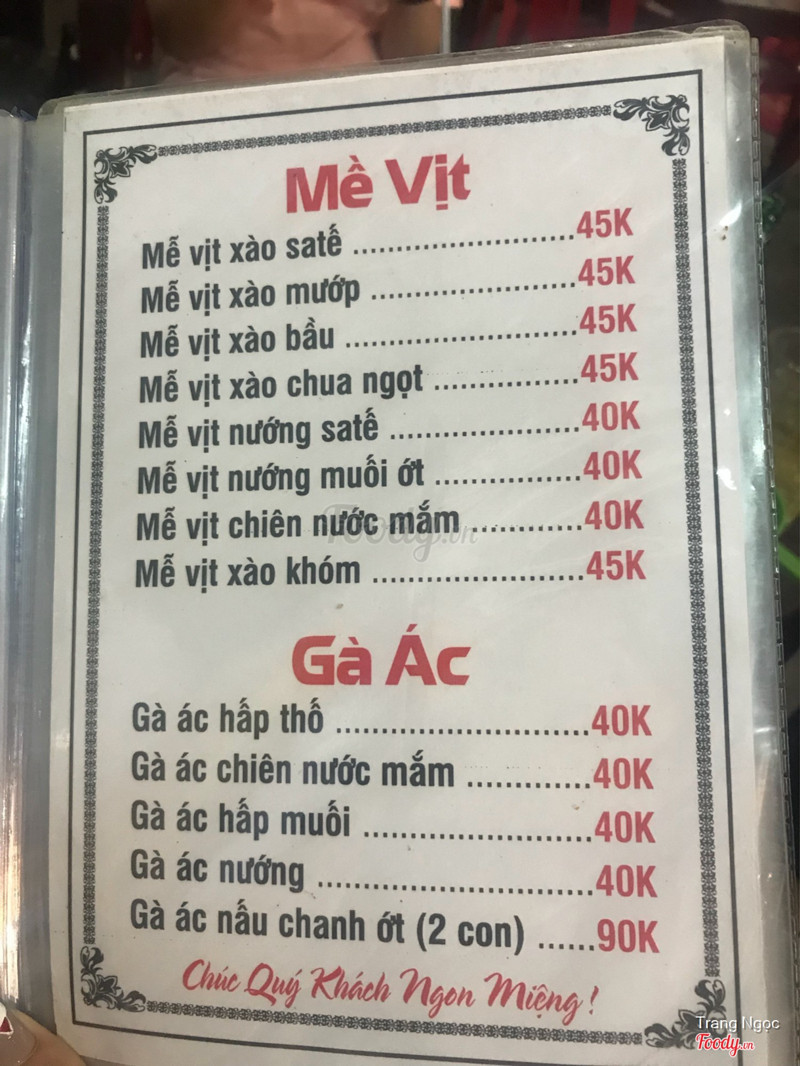 Mề Vịt
Mễ vịt xào satế ........................45K
Mễ vịt xào mướp ......................45K
Mễ vịt xào bầu .........................45K
Mễ vịt xào chua ngọt ...............45K
Mễ vịt nướng satế ....................40K
Mễ vịt nướng muối ớt ...............40K
Mễ vịt chiên nước mắm ...........40K
Mễ vịt xào khóm ......................45K
Foody.vn
Gà Ác
Gà ác hấp thố ..........................40K
Gà ác chiên nước mắm ............40K
Gà ác hấp muối .......................40K
Gà ác nướng ............................40K
Gà ác nấu chanh ớt (2 con) ......90K
Chúc Quý Khách Ngon Miệng!
Trang Ngọc
Foody.vn